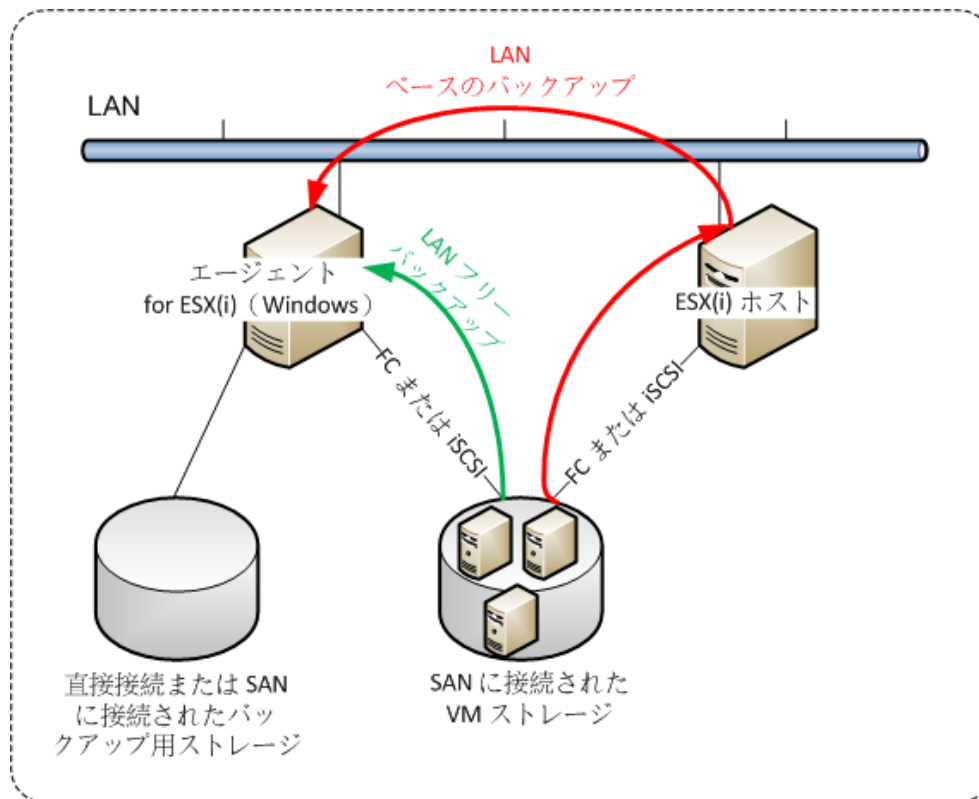 LAN
ベースのバックアップ
LAN
LAN フリー
バックアップ
エージェント
for ESX(i)（Windows）
ESX(i) ホスト
FC または iSCSI
FC または iSCSI
直接接続または SAN
に接続されたバッ
クアップ用ストレージ
SAN に接続された
VM ストレージ